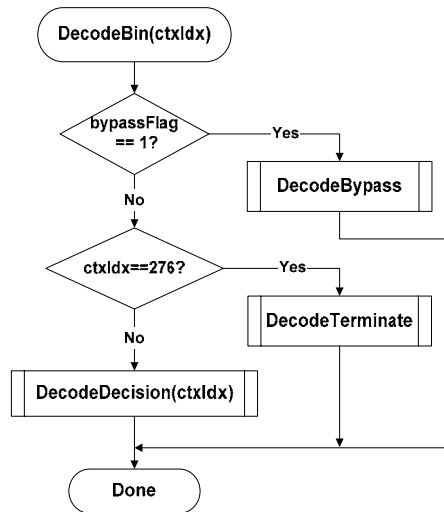 DecodeBin(ctxIdx)
bypassFlag
== 1?
Yes
DecodeBypass
No
ctxIdx==276?
Yes
DecodeTerminate
No
DecodeDecision(ctxIdx)
Done